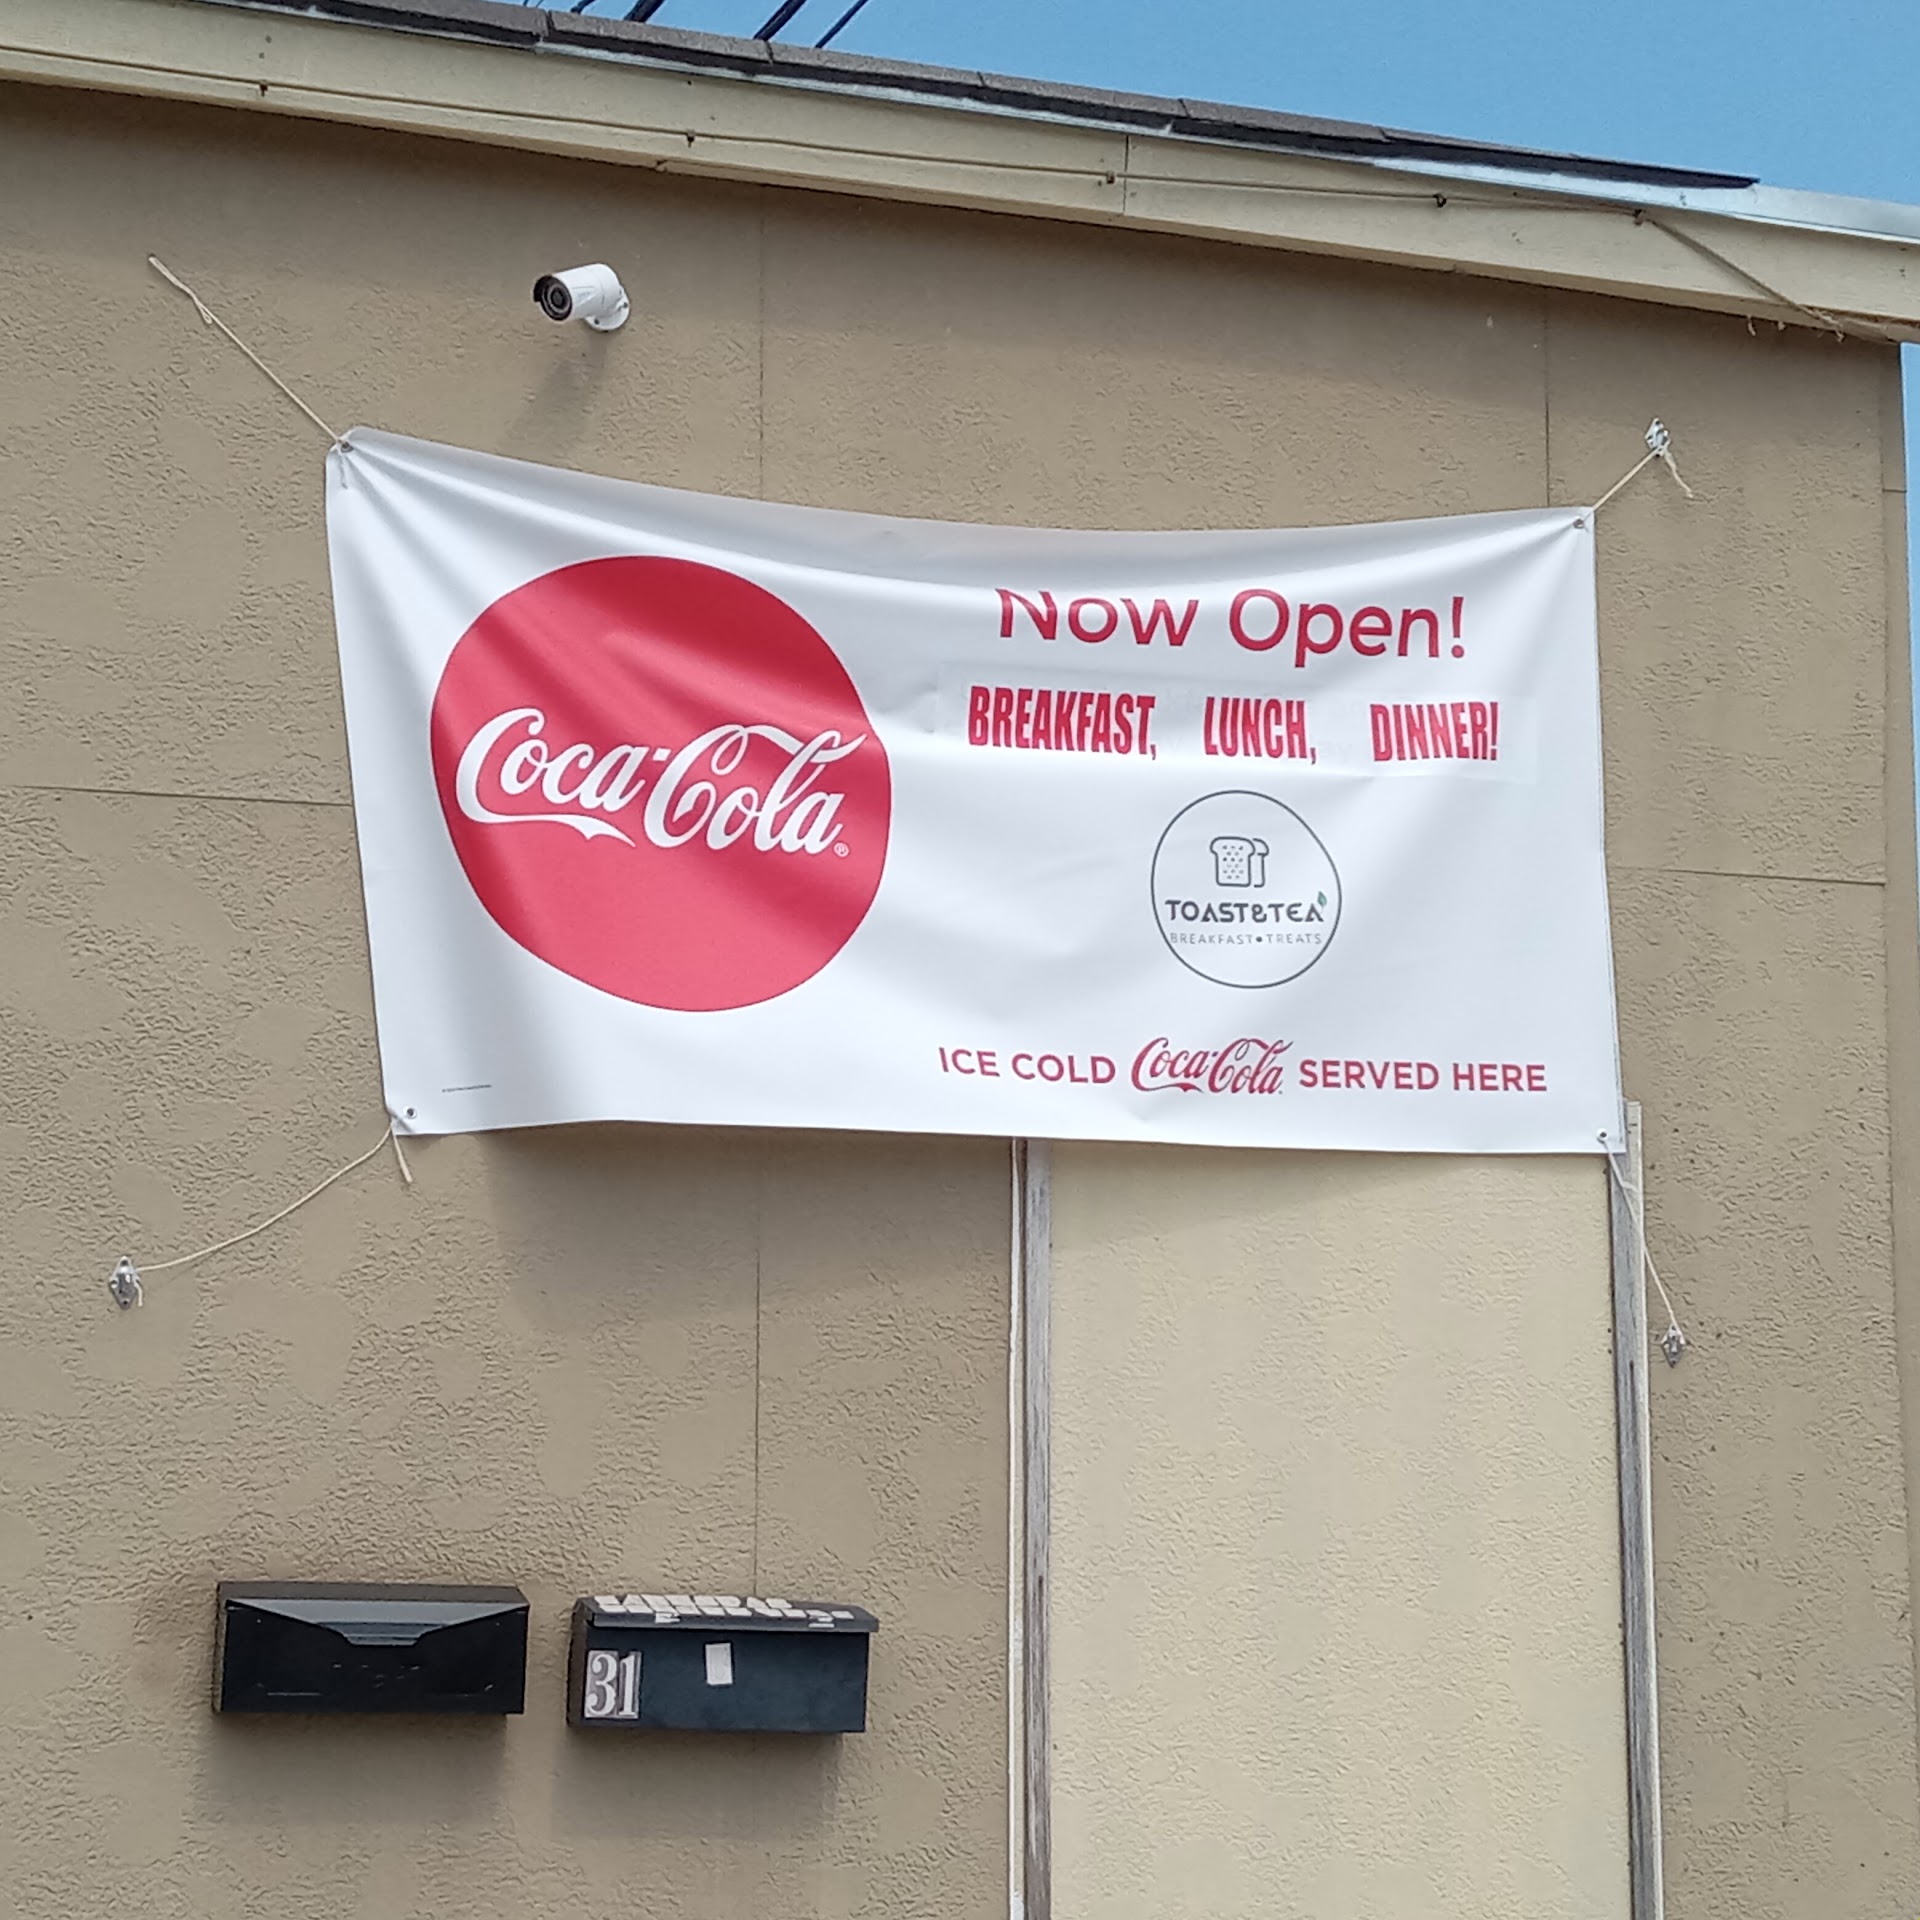 Coca-Cola®
Now Open!
BREAKFAST, LUNCH, DINNER!
TOAST&TEA
BREAKFAST•TREATS
ICE COLD Coca-Cola SERVED HERE
31